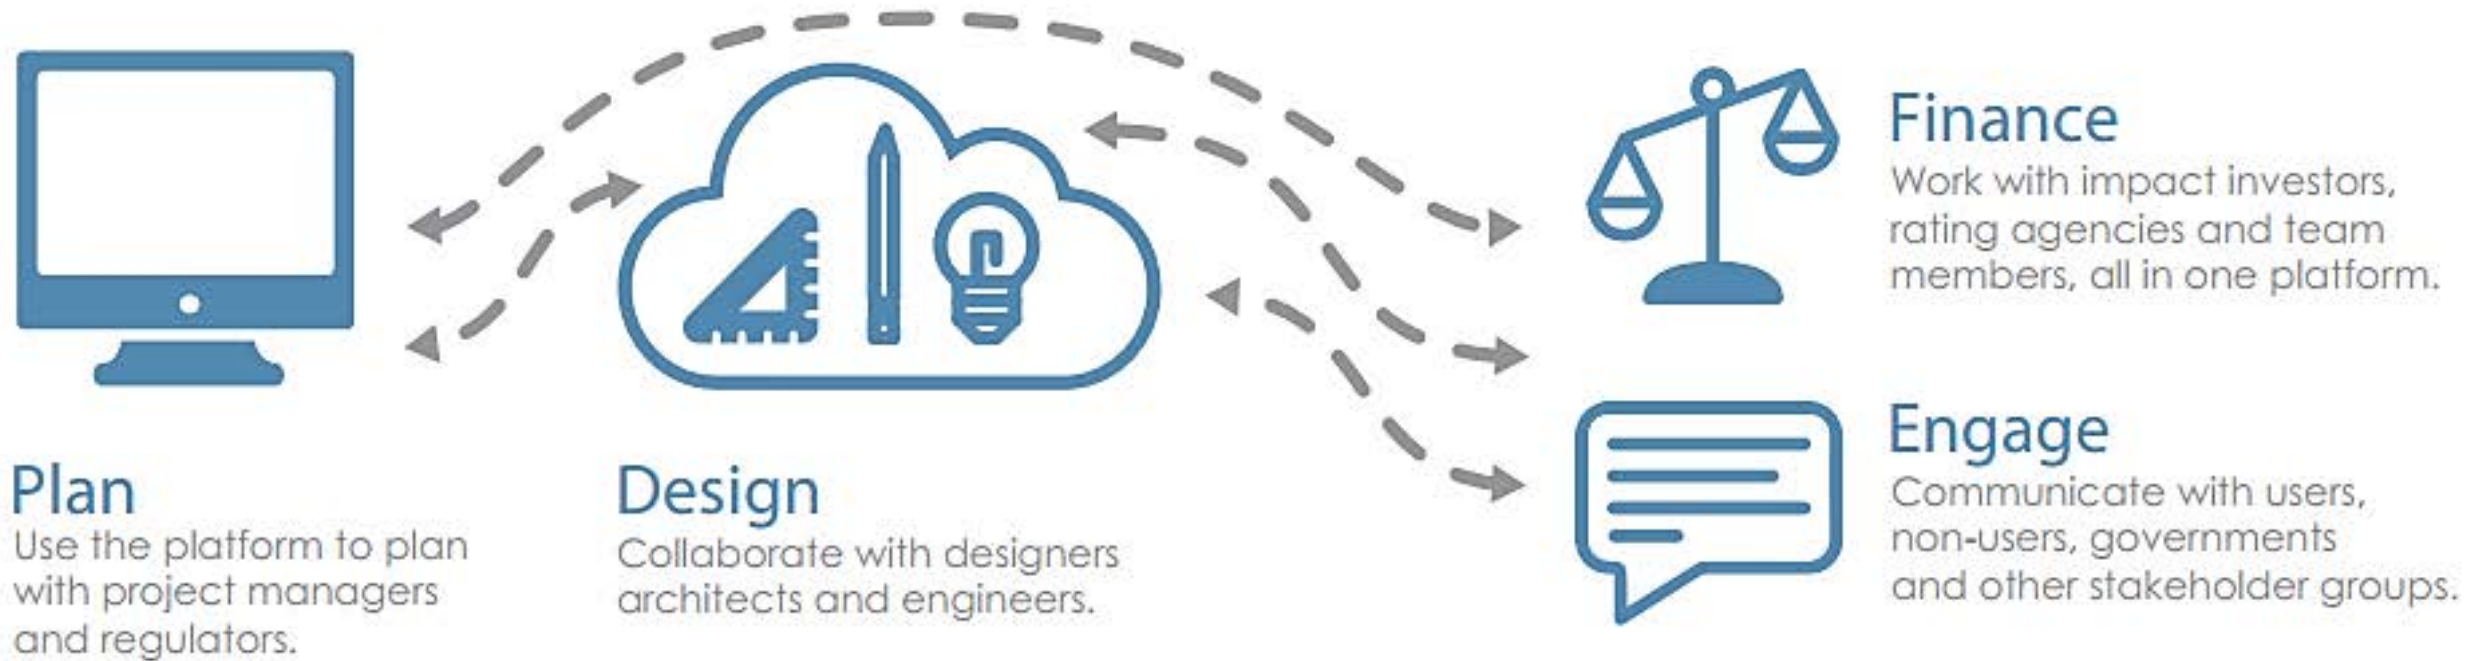 Plan
Use the platform to plan
with project managers
and regulators.
Design
Collaborate with designers
architects and engineers.
Finance
Work with impact investors,
rating agencies and team
members, all in one platform.
Engage
Communicate with users,
non-users, governments
and other stakeholder groups.